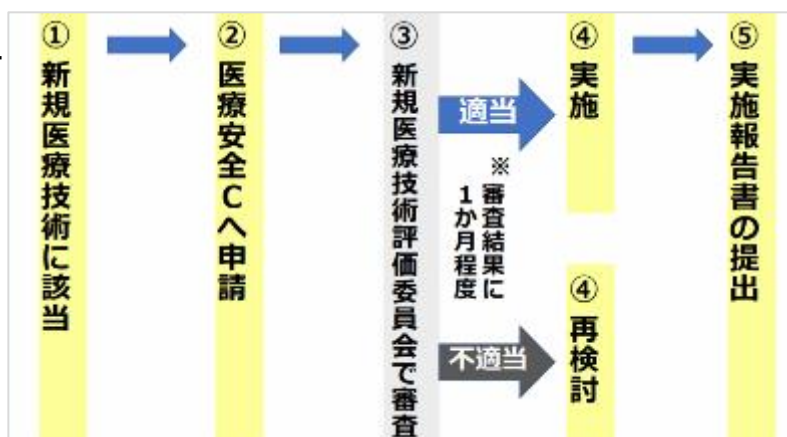 ①新規医療技術に該当
②医療安全Cへ申請
③新規医療技術評価委員会で審査
適当
※審査結果に
1か月程度
不適当
④実施
④再検討
⑤実施報告書の提出